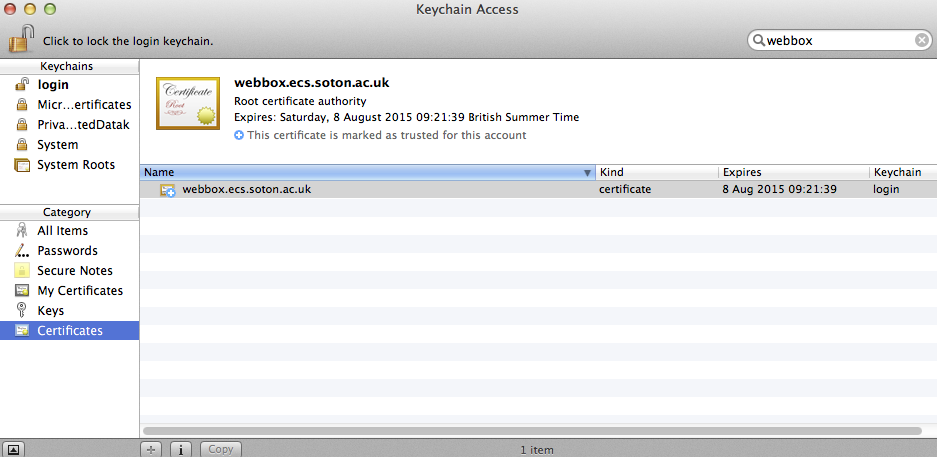 Keychain Access
Click to lock the login keychain.
webbox
Keychains
login
Micr...ertificates
Priva...tedDatak
System
System Roots
Certificate
Root
webbox.ecs.soton.ac.uk
Root certificate authority
Expires: Saturday, 8 August 2015 09:21:39 British Summer Time
This certificate is marked as trusted for this account
Name Kind Expires Keychain
webbox.ecs.soton.ac.uk certificate 8 Aug 2015 09:21:39 login
Category
All Items
Passwords
Secure Notes
My Certificates
Keys
Certificates
+ i Copy 1 item